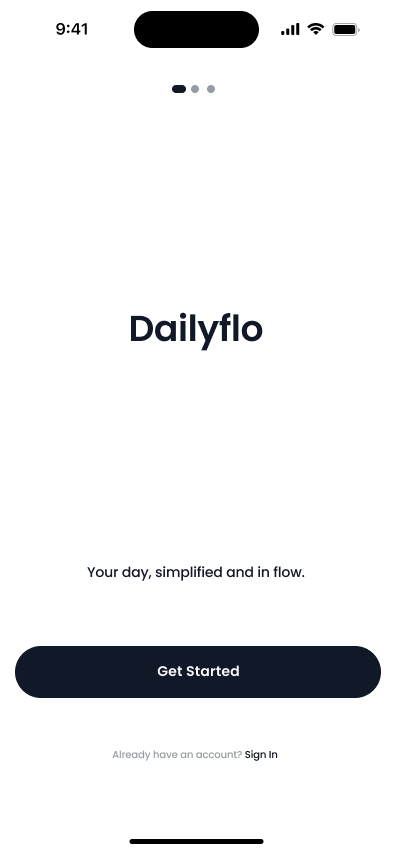 9:41
Dailyflo
Your day, simplified and in flow.
Get Started
Already have an account? Sign In